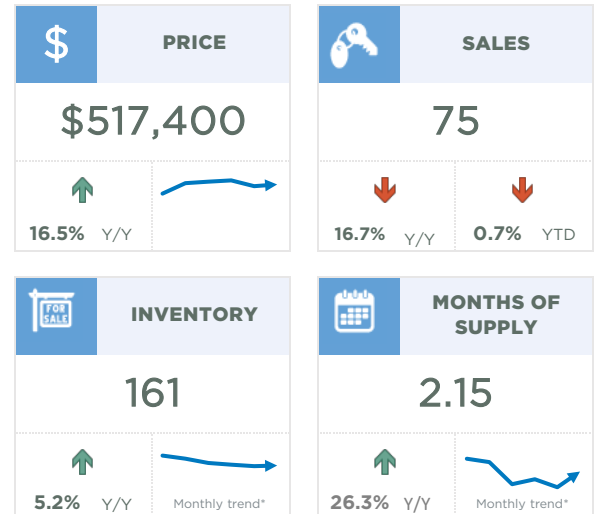 $
PRICE
$517,400
16.5% Y/Y
SALES
75
16.7% Y/Y
0.7% YTD
FOR
SALE
INVENTORY
161
5.2% Y/Y
Monthly trend*
MONTHS OF
SUPPLY
2.15
26.3% Y/Y
Monthly trend*